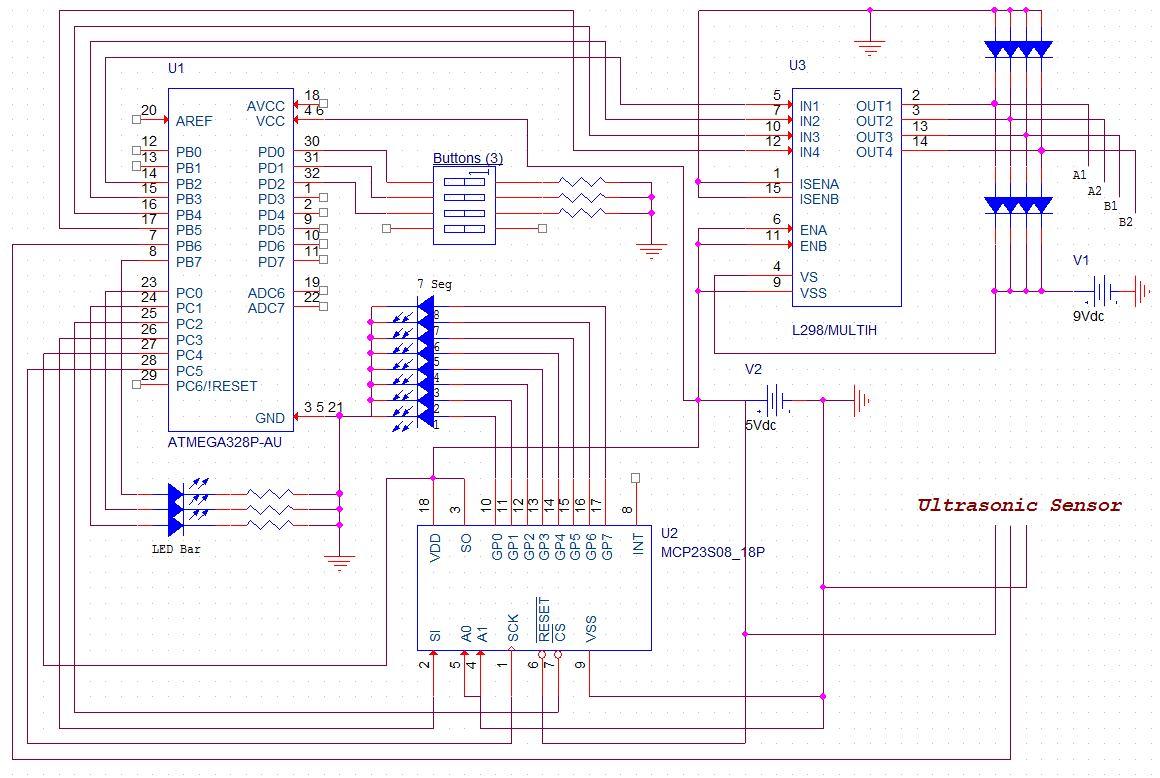 U1
18
4 6
AVCC
VCC
20
AREF
12
PB0
13
PB1
14
PB2
15
PB3
16
PB4
17
PB5
7
PB6
8
PB7
30
PD0
31
PD1
32
PD2
1
PD3
2
PD4
9
PD5
10
PD6
11
PD7
23
PC0
24
PC1
25
PC2
26
PC3
27
PC4
28
PC5
29
PC6/!RESET
19
ADC6
22
ADC7
3 5 21
GND
ATMEGA328P-AU
Buttons (3)
1
7 Seg
8
7
6
5
4
3
2
1
LED Bar
U3
5
IN1
7
IN2
10
IN3
12
IN4
1
ISENA
15
ISENB
6
ENA
11
ENB
4
VS
9
VSS
OUT1
2
OUT2
3
OUT3
13
OUT4
14
L298/MULTIH
A1
A2
B1
B2
V1
9Vdc
V2
5Vdc
Ultrasonic Sensor
U2
MCP23S08_18P
18
VDD
3
SO
10
GP0
11
GP1
12
GP2
13
GP3
14
GP4
15
GP5
16
GP6
17
GP7
8
INT
SI
2
A0
5
A1
4
SCK
1
RESET
6
CS
7
VSS
9